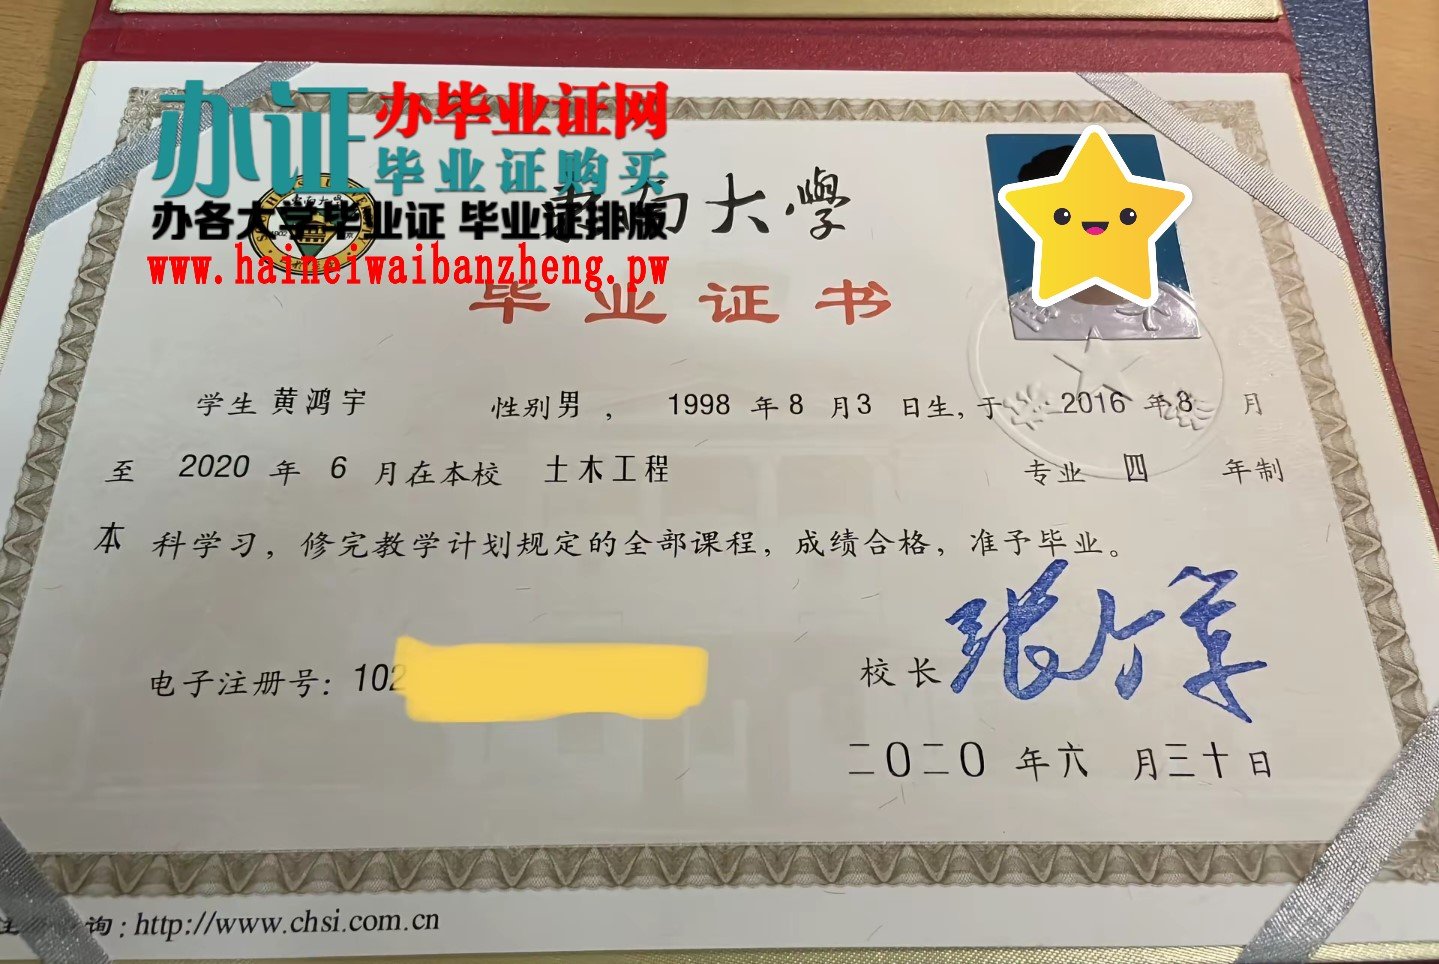 办证 办毕业证网
毕业证购买
办各大学毕业证 毕业证排版
www.haineiwaibanzheng.pw
大學
毕业证书
学生 黄鸿宇 性别 男 , 1998 年 8 月 3 日生, 于 2016 年 8 月
至 2020 年 6 月在本校 土木工程 专业 四 年制
本 科学习, 修完教学计划规定的全部课程, 成绩合格, 准予毕业。
电子注册号: 102
校长 张广军
二〇二〇 年 六 月 三十 日
询: http://www.chsi.com.cn